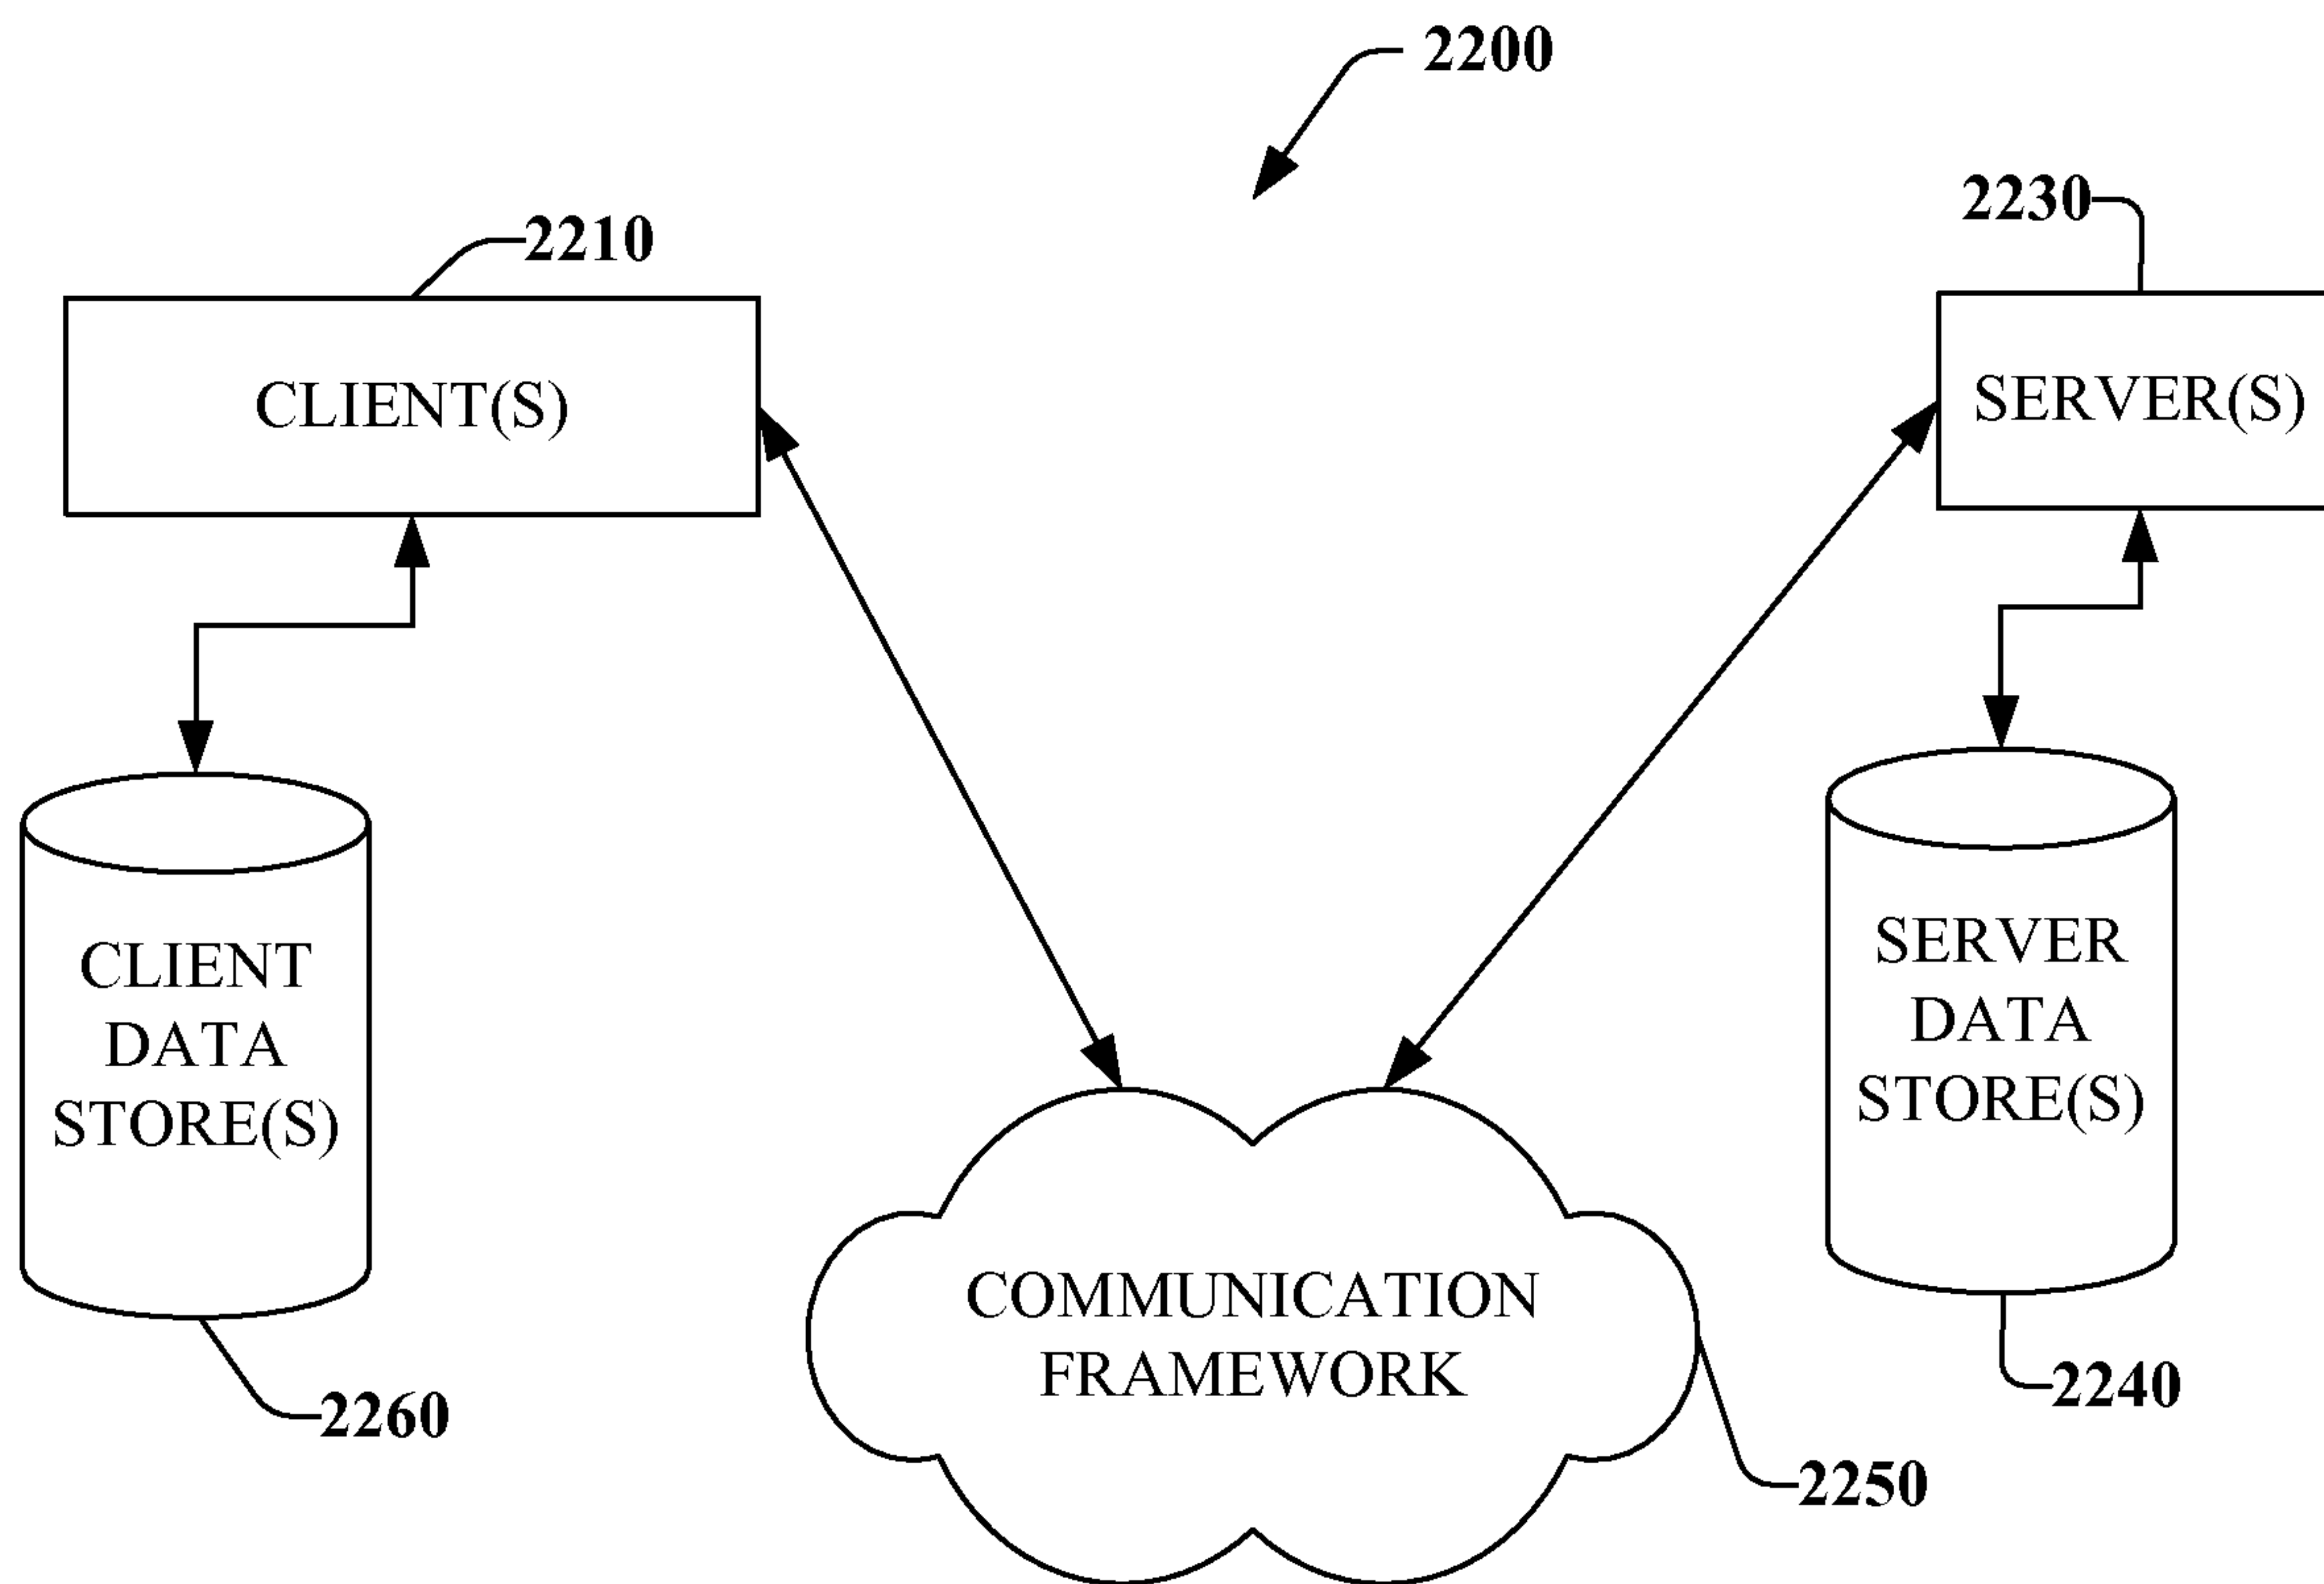 2200
2210
2230
CLIENT(S)
SERVER(S)
CLIENT
DATA
STORE(S)
SERVER
DATA
STORE(S)
COMMUNICATION
FRAMEWORK
2260
2240
2250